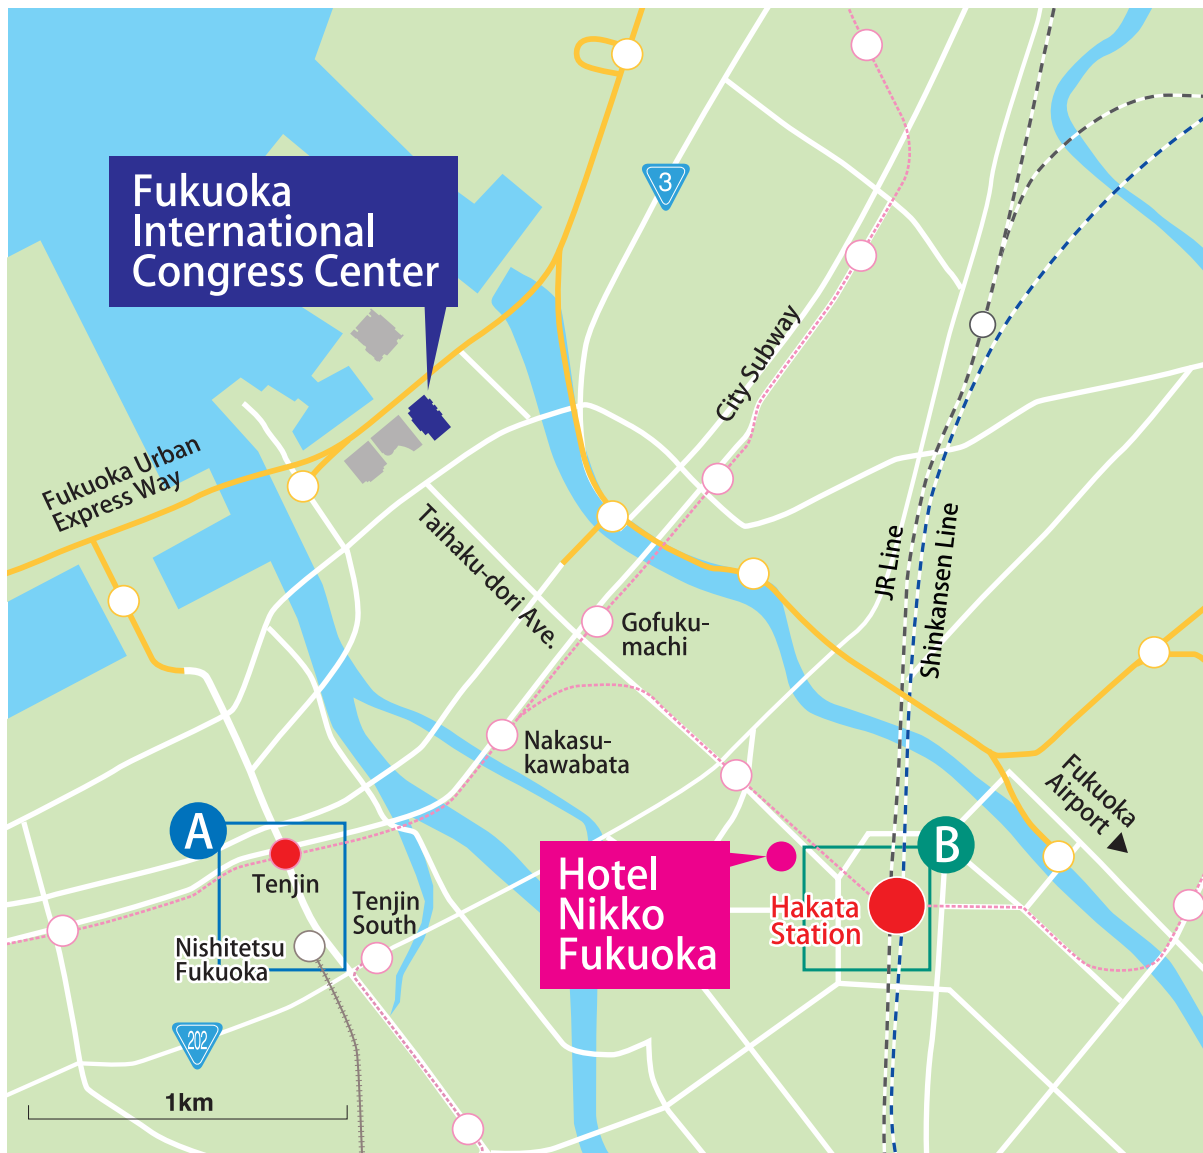 Fukuoka
International
Congress Center
3
City Subway
Fukuoka Urban
Express Way
Taihaku-dori Ave.
JR Line
Shinkansen Line
Gofuku-
machi
Nakasu-
kawabata
Fukuoka
Airport
A
B
Tenjin
Tenjin
South
Nishitetsu
Fukuoka
Hotel
Nikko
Fukuoka
Hakata
Station
202
1km